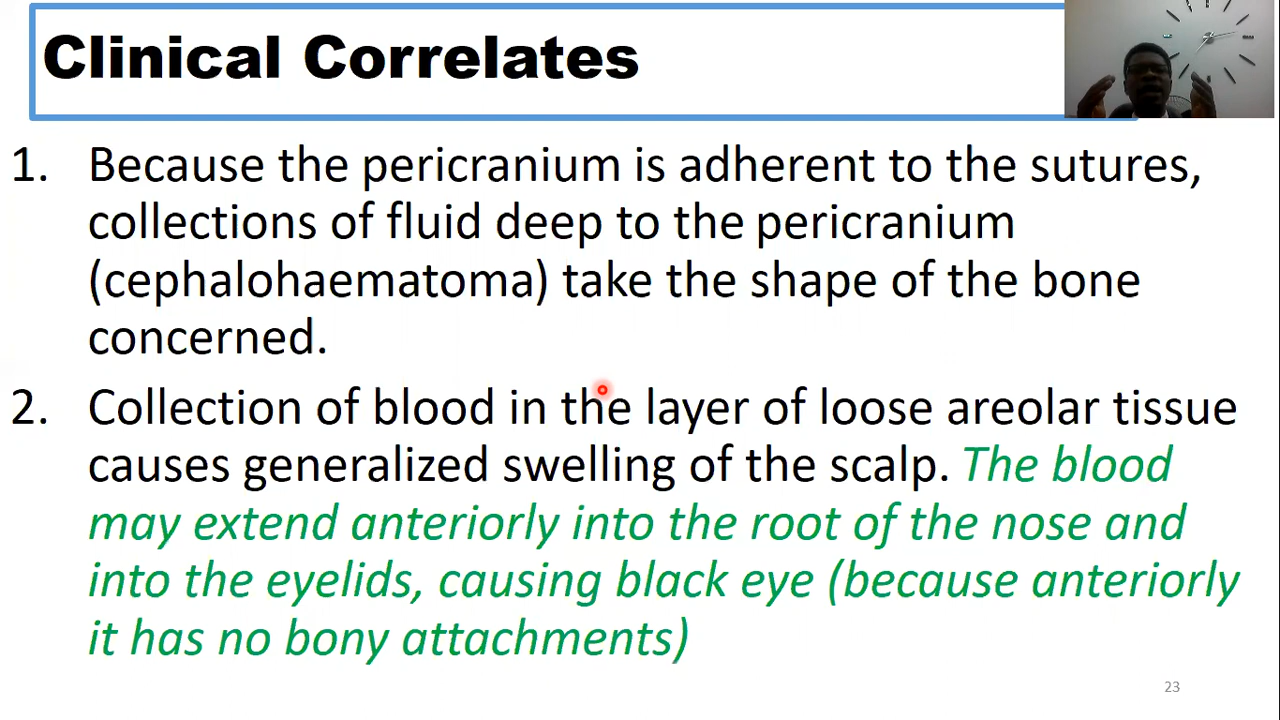 Clinical Correlates
1. Because the pericranium is adherent to the sutures,
collections of fluid deep to the pericranium
(cephalohaematoma) take the shape of the bone
concerned.
2. Collection of blood in the layer of loose areolar tissue
causes generalized swelling of the scalp. The blood
may extend anteriorly into the root of the nose and
into the eyelids, causing black eye (because anteriorly
it has no bony attachments)
23